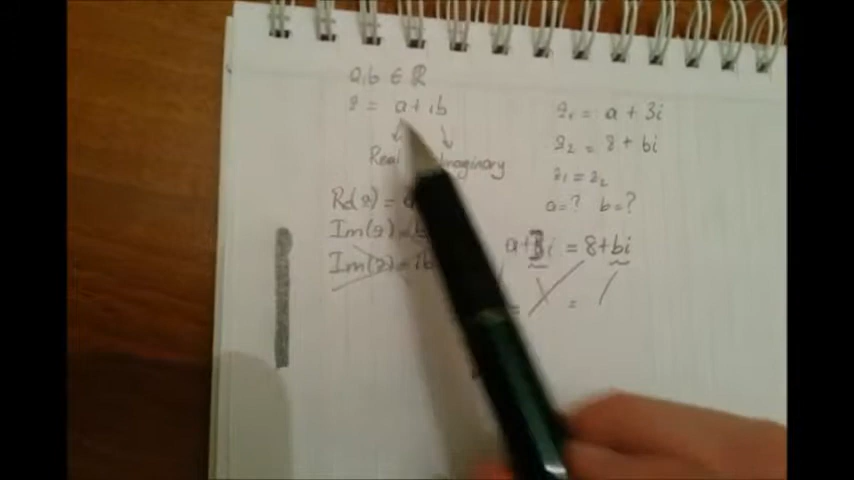 a,b ∈ ℝ
z = a + ib
Real Imaginary
Re(z) =
Im(z) = b
Im(z) = ib
z₁ = a + 3i
z₂ = 8 + bi
z₁ = z₂
a = ? b = ?
a + 3i = 8 + bi
= =